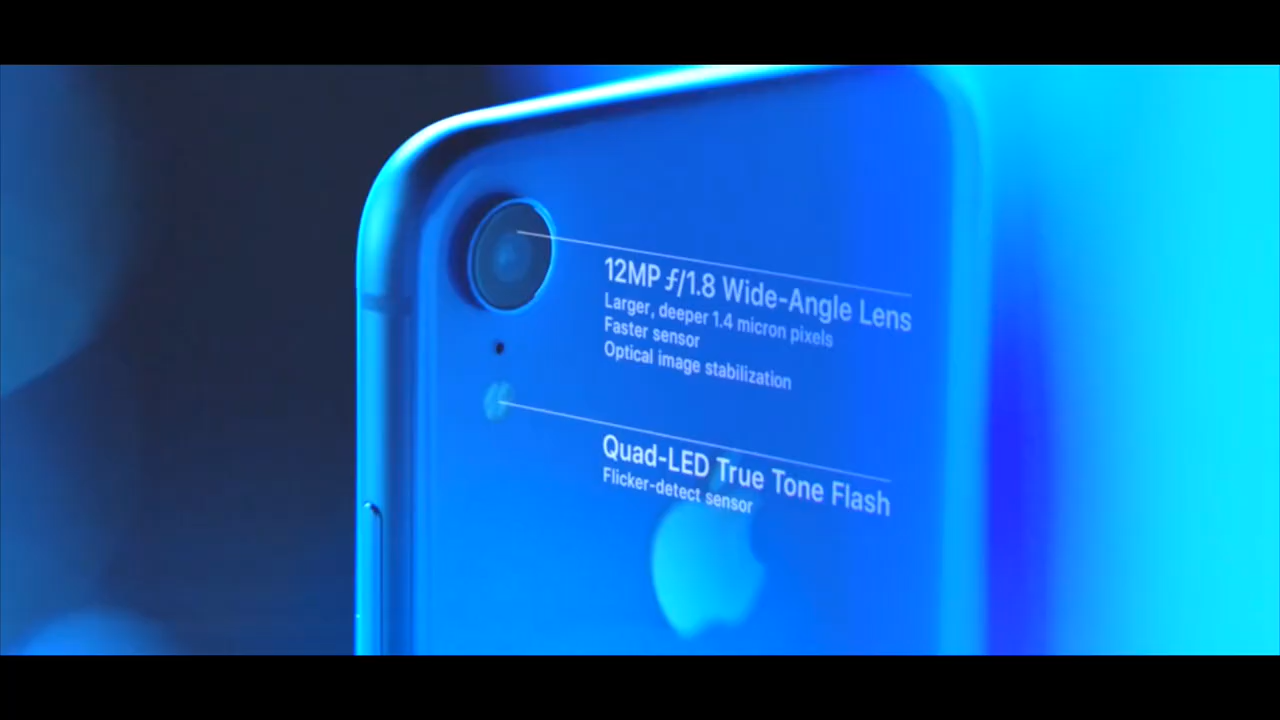 12MP ƒ/1.8 Wide-Angle Lens
Larger, deeper 1.4 micron pixels
Faster sensor
Optical image stabilization
Quad-LED True Tone Flash
Flicker-detect sensor